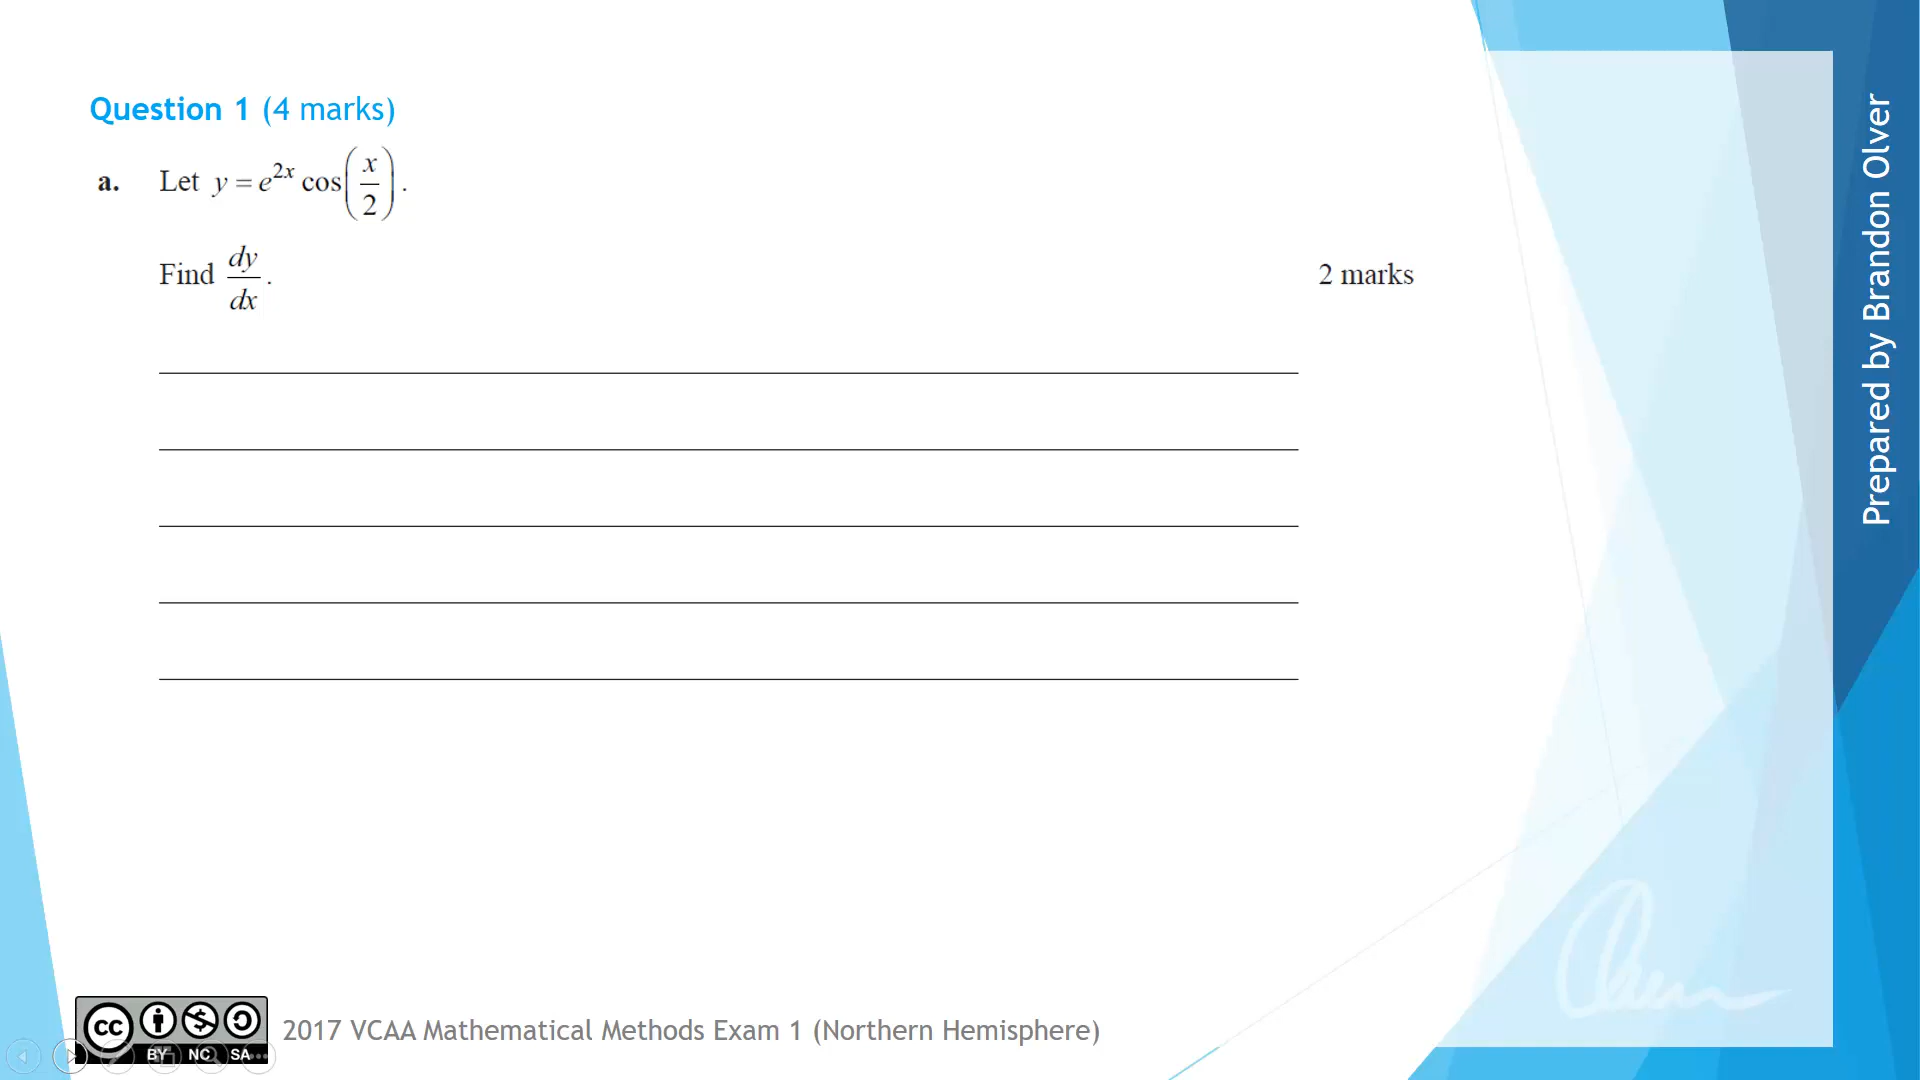 Question 1 (4 marks)
a. Let y = e^{2x} cos(x/2).
Find dy/dx. 2 marks
Prepared by Brandon Olver
cc BY NC SA
2017 VCAA Mathematical Methods Exam 1 (Northern Hemisphere)